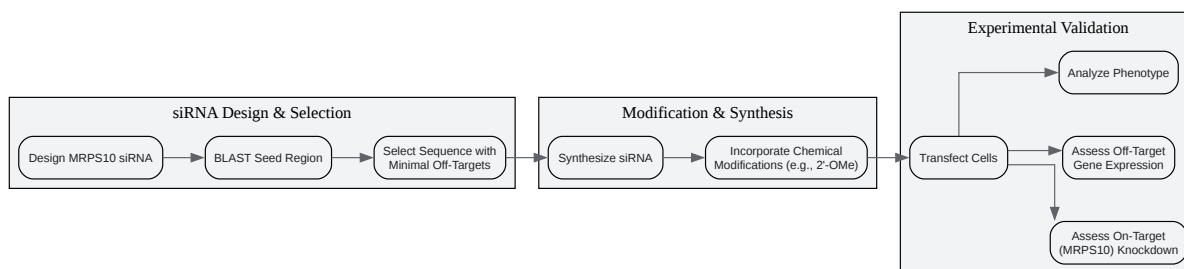 siRNA Design & Selection
Design MRPS10 siRNA
BLAST Seed Region
Select Sequence with
Minimal Off-Targets
Modification & Synthesis
Synthesize siRNA
Incorporate Chemical
Modifications (e.g., 2'-OMe)
Experimental Validation
Transfect Cells
Analyze Phenotype
Assess Off-Target
Gene Expression
Assess On-Target
(MRPS10) Knockdown